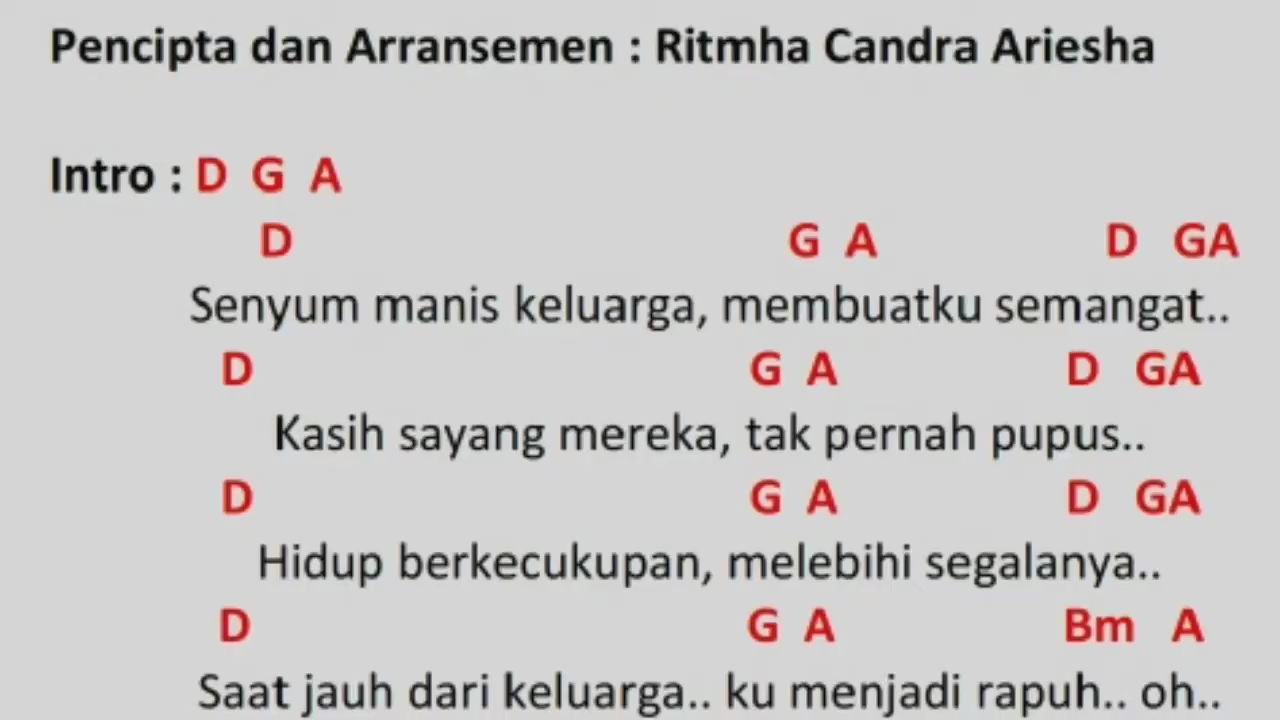 Pencipta dan Arransemen : Ritmha Candra Ariesha
Intro : D G A
D G A D GA
Senyum manis keluarga, membuatku semangat..
D G A D GA
Kasih sayang mereka, tak pernah pupus..
D G A D GA
Hidup berkecukupan, melebihi segalanya..
D G A Bm A
Saat jauh dari keluarga.. ku menjadi rapuh.. oh..